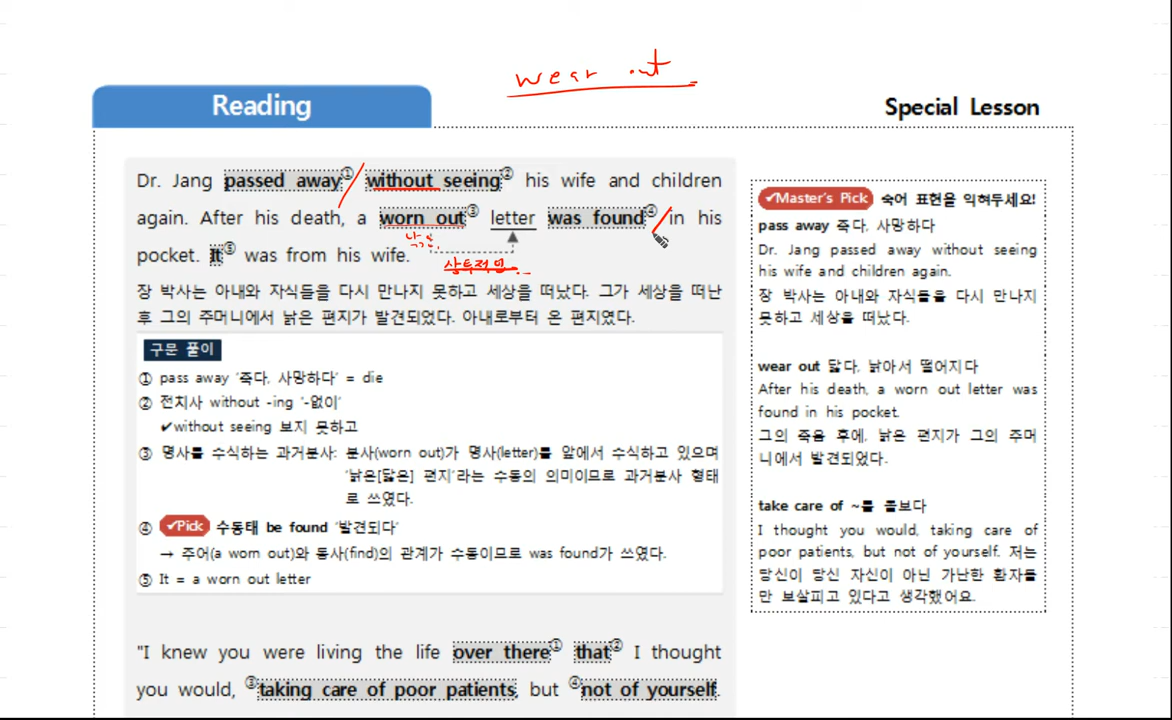 wear out
Reading
Special Lesson
Dr. Jang passed away① without seeing② his wife and children
again. After his death, a worn out③ letter was found④ in his
낡은
pocket. It⑤ was from his wife.
상투적인
장 박사는 아내와 자식들을 다시 만나지 못하고 세상을 떠났다. 그가 세상을 떠난
후 그의 주머니에서 낡은 편지가 발견되었다. 아내로부터 온 편지였다.
구문 풀이
① pass away '죽다, 사망하다' = die
② 전치사 without -ing '-없이'
✔without seeing 보지 못하고
③ 명사를 수식하는 과거분사: 분사(worn out)가 명사(letter)를 앞에서 수식하고 있으며
'낡은[닳은] 편지'라는 수동의 의미이므로 과거분사 형태
로 쓰였다.
④ ✔Pick 수동태 be found '발견되다'
→ 주어(a worn out)와 동사(find)의 관계가 수동이므로 was found가 쓰였다.
⑤ It = a worn out letter
"I knew you were living the life over there① that② I thought
you would, ③taking care of poor patients, but ④not of yourself.
✔Master's Pick 숙어 표현을 익혀두세요!
pass away 죽다, 사망하다
Dr. Jang passed away without seeing
his wife and children again.
장 박사는 아내와 자식들을 다시 만나지
못하고 세상을 떠났다.
wear out 닳다, 낡아서 떨어지다
After his death, a worn out letter was
found in his pocket.
그의 죽음 후에, 낡은 편지가 그의 주머
니에서 발견되었다.
take care of ~를 돌보다
I thought you would, taking care of
poor patients, but not of yourself. 저는
당신이 당신 자신이 아닌 가난한 환자들
만 보살피고 있다고 생각했어요.